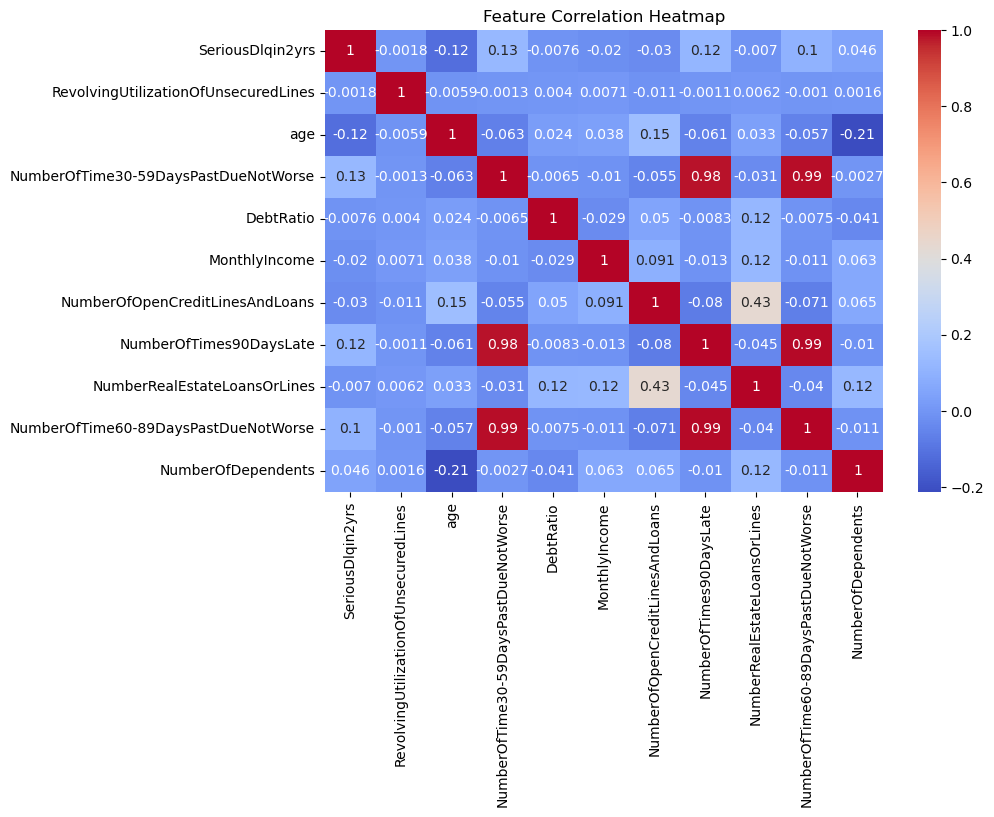 Feature Correlation Heatmap
SeriousDlqin2yrs 1 -0.0018 -0.12 0.13 -0.0076 -0.02 -0.03 0.12 -0.007 0.1 0.046
RevolvingUtilizationOfUnsecuredLines -0.0018 1 -0.0059 -0.0013 0.004 0.0071 -0.011 -0.0011 0.0062 -0.001 0.0016
age -0.12 -0.0059 1 -0.063 0.024 0.038 0.15 -0.061 0.033 -0.057 -0.21
NumberOfTime30-59DaysPastDueNotWorse 0.13 -0.0013 -0.063 1 -0.0065 -0.01 -0.055 0.98 -0.031 0.99 -0.0027
DebtRatio -0.0076 0.004 0.024 -0.0065 1 -0.029 0.05 -0.0083 0.12 -0.0075 -0.041
MonthlyIncome -0.02 0.0071 0.038 -0.01 -0.029 1 0.091 -0.013 0.12 -0.011 0.063
NumberOfOpenCreditLinesAndLoans -0.03 -0.011 0.15 -0.055 0.05 0.091 1 -0.08 0.43 -0.071 0.065
NumberOfTimes90DaysLate 0.12 -0.0011 -0.061 0.98 -0.0083 -0.013 -0.08 1 -0.045 0.99 -0.01
NumberRealEstateLoansOrLines -0.007 0.0062 0.033 -0.031 0.12 0.12 0.43 -0.045 1 -0.04 0.12
NumberOfTime60-89DaysPastDueNotWorse 0.1 -0.001 -0.057 0.99 -0.0075 -0.011 -0.071 0.99 -0.04 1 -0.011
NumberOfDependents 0.046 0.0016 -0.21 -0.0027 -0.041 0.063 0.065 -0.01 0.12 -0.011 1
SeriousDlqin2yrs
RevolvingUtilizationOfUnsecuredLines
age
NumberOfTime30-59DaysPastDueNotWorse
DebtRatio
MonthlyIncome
NumberOfOpenCreditLinesAndLoans
NumberOfTimes90DaysLate
NumberRealEstateLoansOrLines
NumberOfTime60-89DaysPastDueNotWorse
NumberOfDependents
1.0
0.8
0.6
0.4
0.2
0.0
−0.2